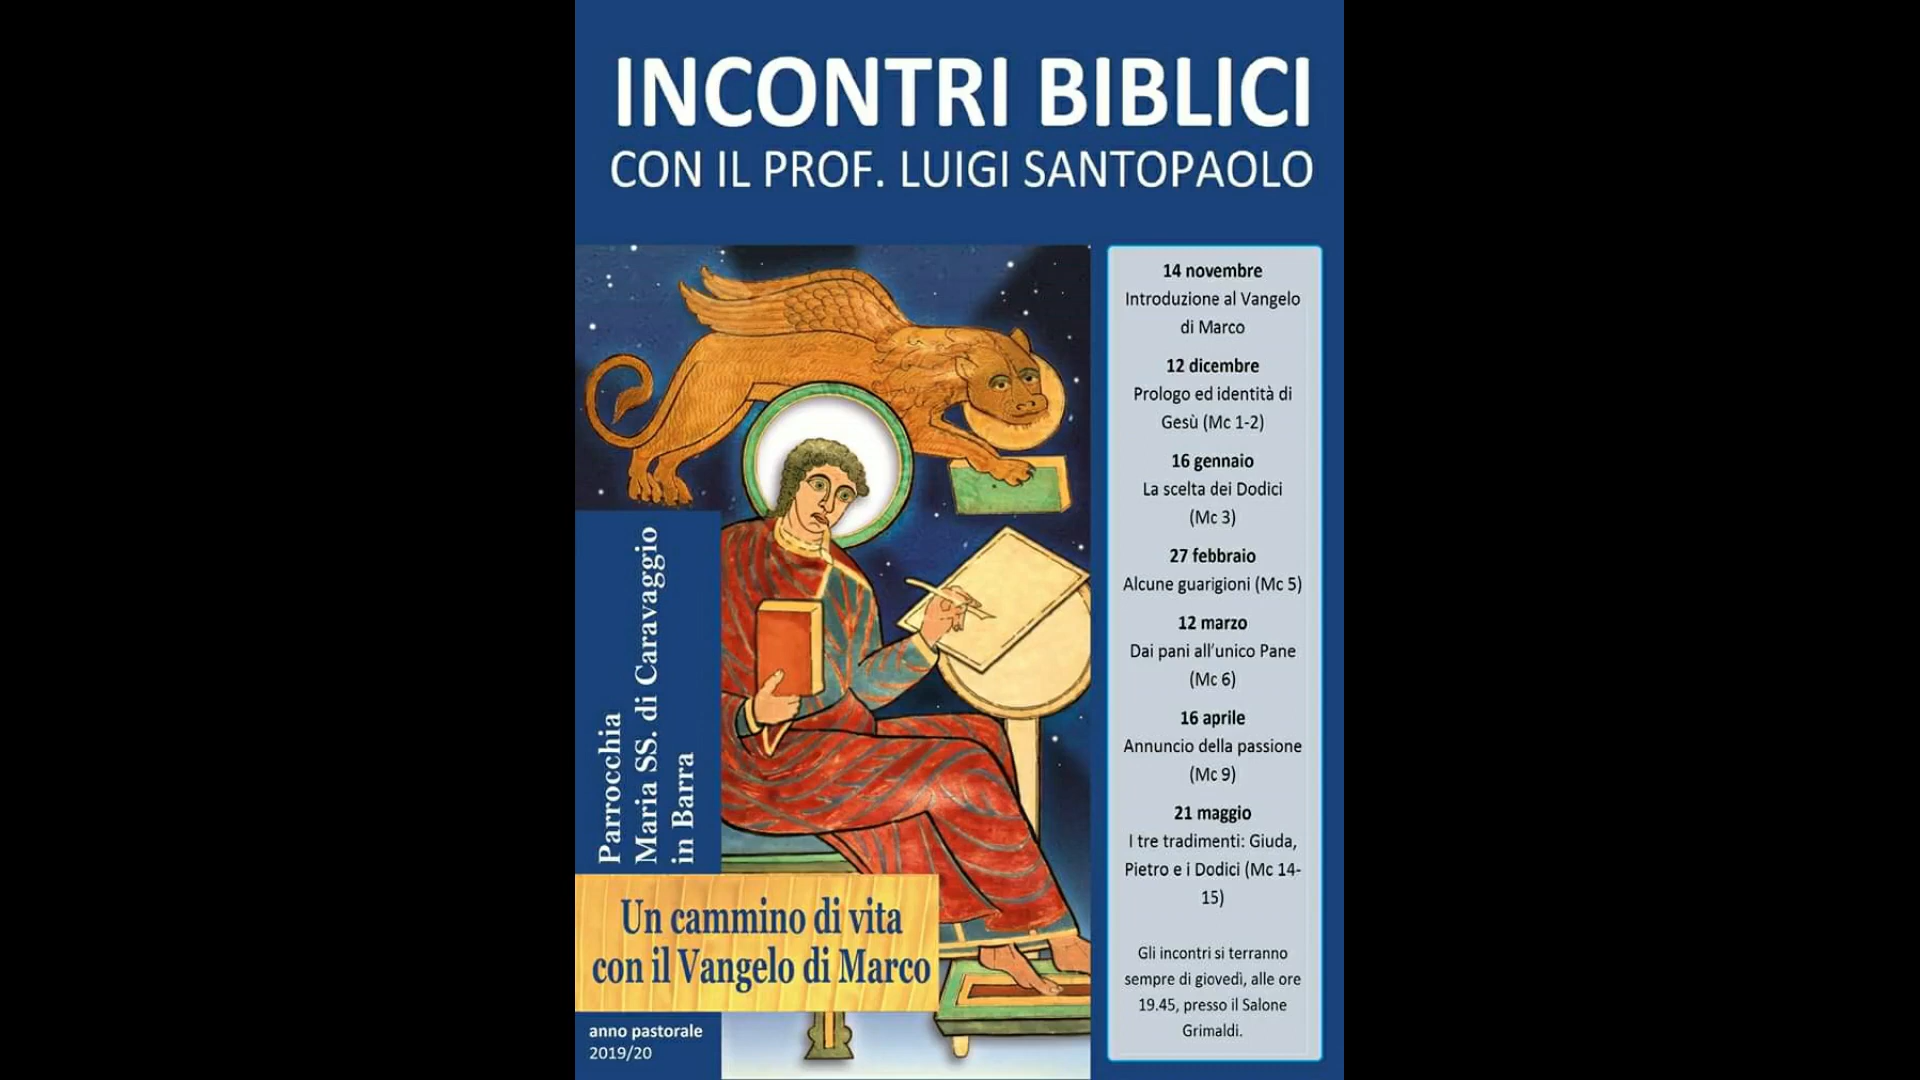 INCONTRI BIBLICI
CON IL PROF. LUIGI SANTOPAOLO
14 novembre
Introduzione al Vangelo
di Marco
12 dicembre
Prologo ed identità di
Gesù (Mc 1-2)
16 gennaio
La scelta dei Dodici
(Mc 3)
27 febbraio
Alcune guarigioni (Mc 5)
12 marzo
Dai pani all'unico Pane
(Mc 6)
16 aprile
Annuncio della passione
(Mc 9)
21 maggio
I tre tradimenti: Giuda,
Pietro e i Dodici (Mc 14-
15)
Gli incontri si terranno
sempre di giovedì, alle ore
19.45, presso il Salone
Grimaldi.
Parrocchia
Maria SS. di Caravaggio
in Barra
Un cammino di vita
con il Vangelo di Marco
anno pastorale
2019/20